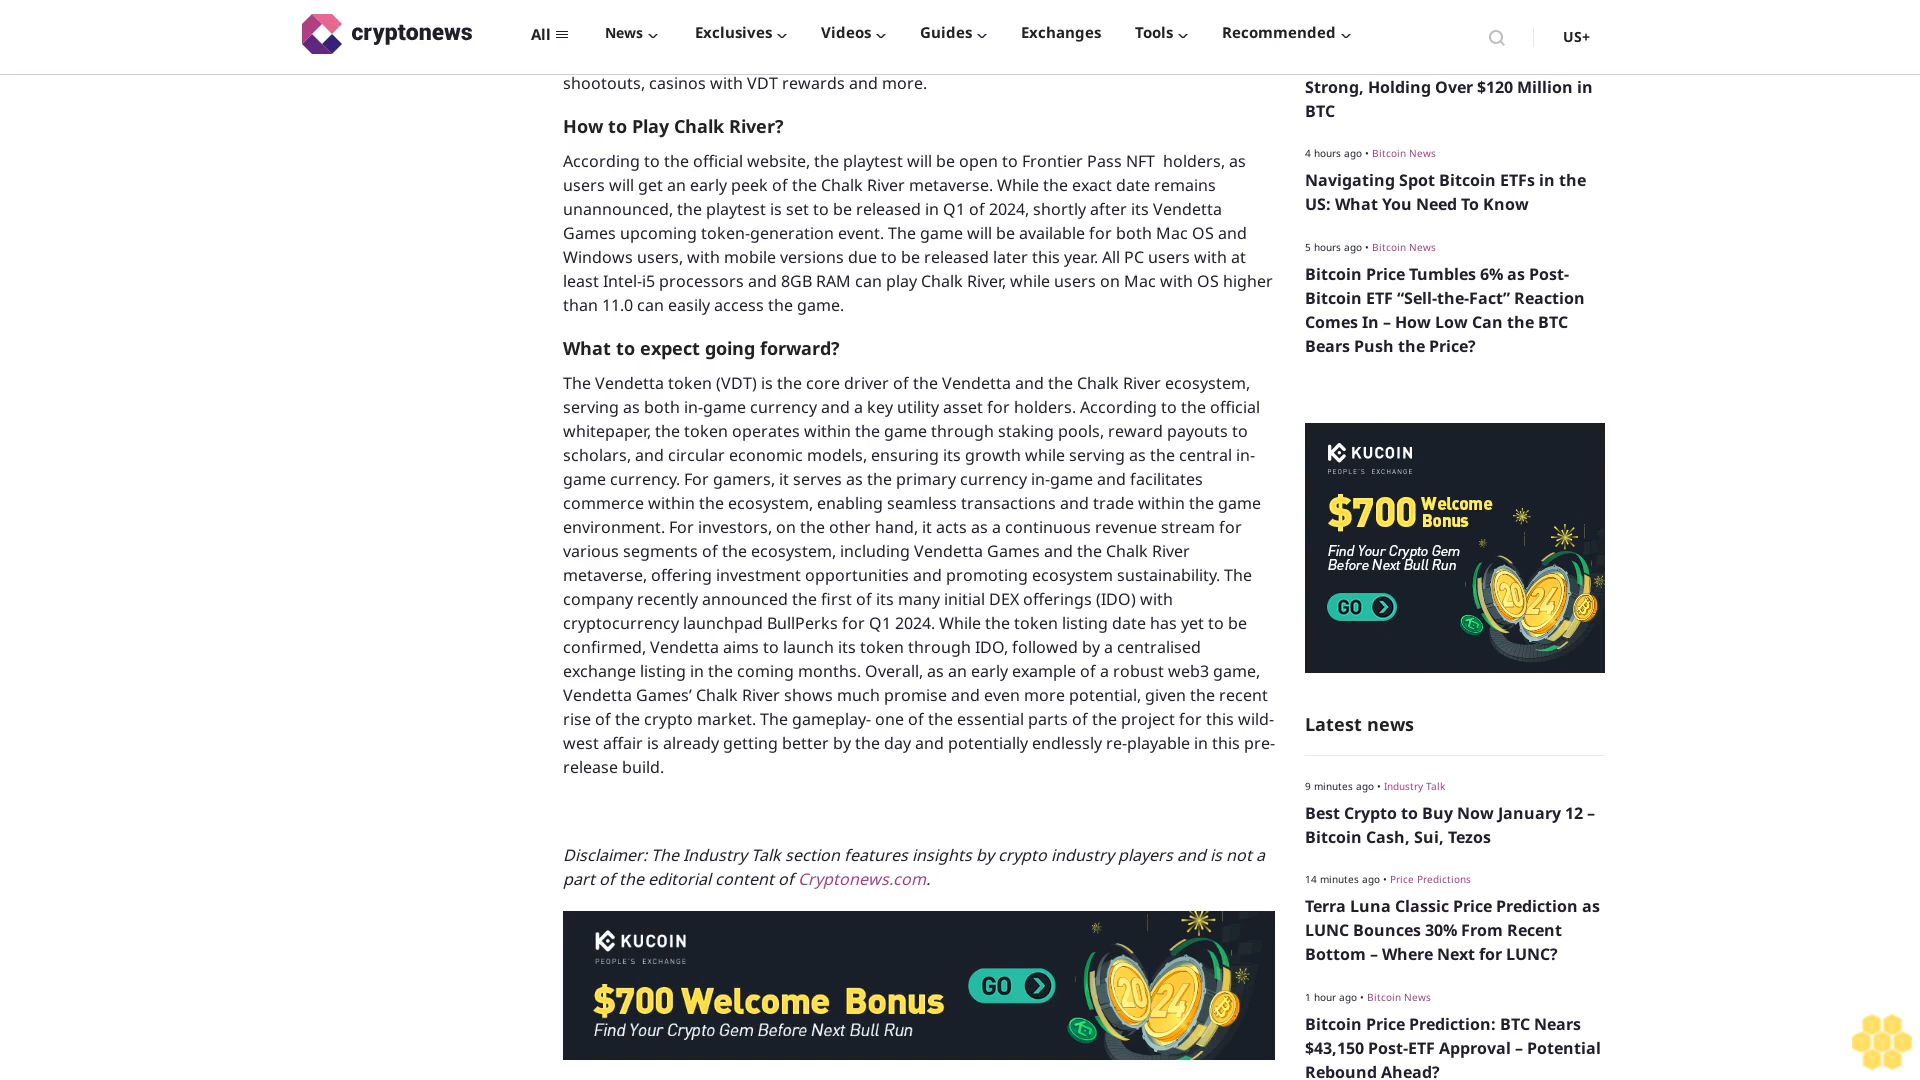 cryptonews
All
News
Exclusives
Videos
Guides
Exchanges
Tools
Recommended
US+
shootouts, casinos with VDT rewards and more.
How to Play Chalk River?
According to the official website, the playtest will be open to Frontier Pass NFT  holders, as
users will get an early peek of the Chalk River metaverse. While the exact date remains
unannounced, the playtest is set to be released in Q1 of 2024, shortly after its Vendetta
Games upcoming token-generation event. The game will be available for both Mac OS and
Windows users, with mobile versions due to be released later this year. All PC users with at
least Intel-i5 processors and 8GB RAM can play Chalk River, while users on Mac with OS higher
than 11.0 can easily access the game.
What to expect going forward?
The Vendetta token (VDT) is the core driver of the Vendetta and the Chalk River ecosystem,
serving as both in-game currency and a key utility asset for holders. According to the official
whitepaper, the token operates within the game through staking pools, reward payouts to
scholars, and circular economic models, ensuring its growth while serving as the central in-
game currency. For gamers, it serves as the primary currency in-game and facilitates
commerce within the ecosystem, enabling seamless transactions and trade within the game
environment. For investors, on the other hand, it acts as a continuous revenue stream for
various segments of the ecosystem, including Vendetta Games and the Chalk River
metaverse, offering investment opportunities and promoting ecosystem sustainability. The
company recently announced the first of its many initial DEX offerings (IDO) with
cryptocurrency launchpad BullPerks for Q1 2024. While the token listing date has yet to be
confirmed, Vendetta aims to launch its token through IDO, followed by a centralised
exchange listing in the coming months. Overall, as an early example of a robust web3 game,
Vendetta Games’ Chalk River shows much promise and even more potential, given the recent
rise of the crypto market. The gameplay- one of the essential parts of the project for this wild-
west affair is already getting better by the day and potentially endlessly re-playable in this pre-
release build.
Disclaimer: The Industry Talk section features insights by crypto industry players and is not a
part of the editorial content of Cryptonews.com.
KUCOIN
PEOPLE'S EXCHANGE
$700 Welcome Bonus
Find Your Crypto Gem Before Next Bull Run
GO
20
24
Strong, Holding Over $120 Million in
BTC
4 hours ago • Bitcoin News
Navigating Spot Bitcoin ETFs in the
US: What You Need To Know
5 hours ago • Bitcoin News
Bitcoin Price Tumbles 6% as Post-
Bitcoin ETF “Sell-the-Fact” Reaction
Comes In – How Low Can the BTC
Bears Push the Price?
KUCOIN
PEOPLE'S EXCHANGE
$700 Welcome
Bonus
Find Your Crypto Gem
Before Next Bull Run
GO
20
24
Latest news
9 minutes ago • Industry Talk
Best Crypto to Buy Now January 12 –
Bitcoin Cash, Sui, Tezos
14 minutes ago • Price Predictions
Terra Luna Classic Price Prediction as
LUNC Bounces 30% From Recent
Bottom – Where Next for LUNC?
1 hour ago • Bitcoin News
Bitcoin Price Prediction: BTC Nears
$43,150 Post-ETF Approval – Potential
Rebound Ahead?